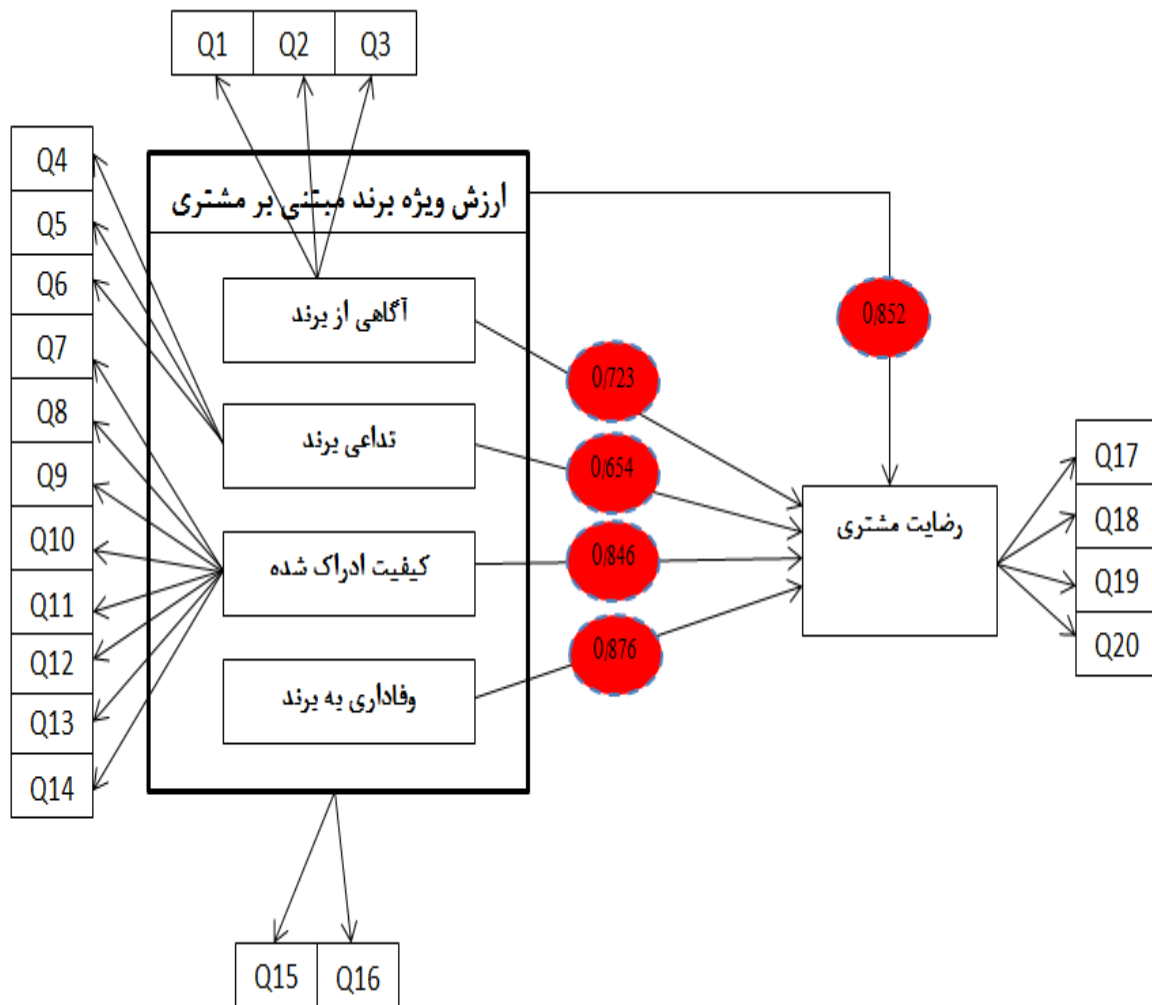 Q1 Q2 Q3
Q4
Q5
Q6
Q7
Q8
Q9
Q10
Q11
Q12
Q13
Q14
ارزش ویژه برند مبتنی بر مشتری
آگاهی از برند
تداعی برند
کیفیت ادراک شده
وفاداری به برند
0/852
0/723
0/654
0/846
0/876
رضایت مشتری
Q17
Q18
Q19
Q20
Q15 Q16